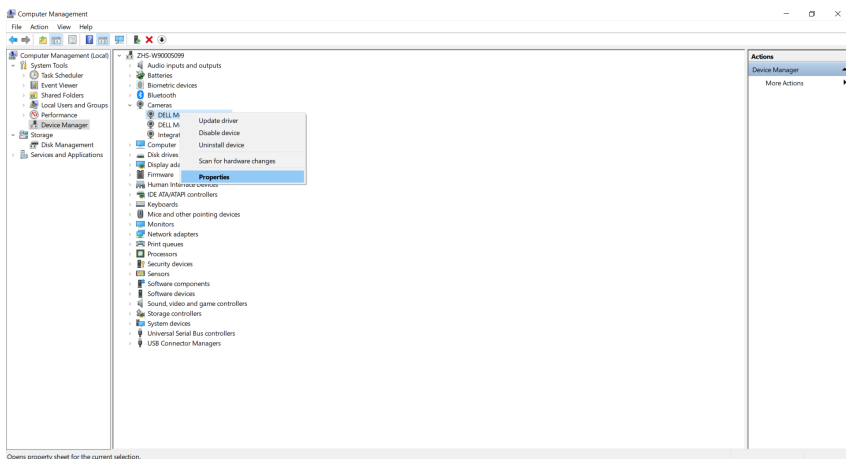 Computer Management
File Action View Help
Computer Management (Local)
System Tools
Task Scheduler
Event Viewer
Shared Folders
Local Users and Groups
Performance
Device Manager
Storage
Disk Management
Services and Applications
ZHS-W90005099
Audio inputs and outputs
Batteries
Biometric devices
Bluetooth
Cameras
DELL M
DELL M
Integrat
Computer
Disk drives
Display ada
Firmware
Human Interface Devices
IDE ATA/ATAPI controllers
Keyboards
Mice and other pointing devices
Monitors
Network adapters
Print queues
Processors
Security devices
Sensors
Software components
Software devices
Sound, video and game controllers
Storage controllers
System devices
Universal Serial Bus controllers
USB Connector Managers
Update driver
Disable device
Uninstall device
Scan for hardware changes
Properties
Actions
Device Manager
More Actions
Opens property sheet for the current selection.